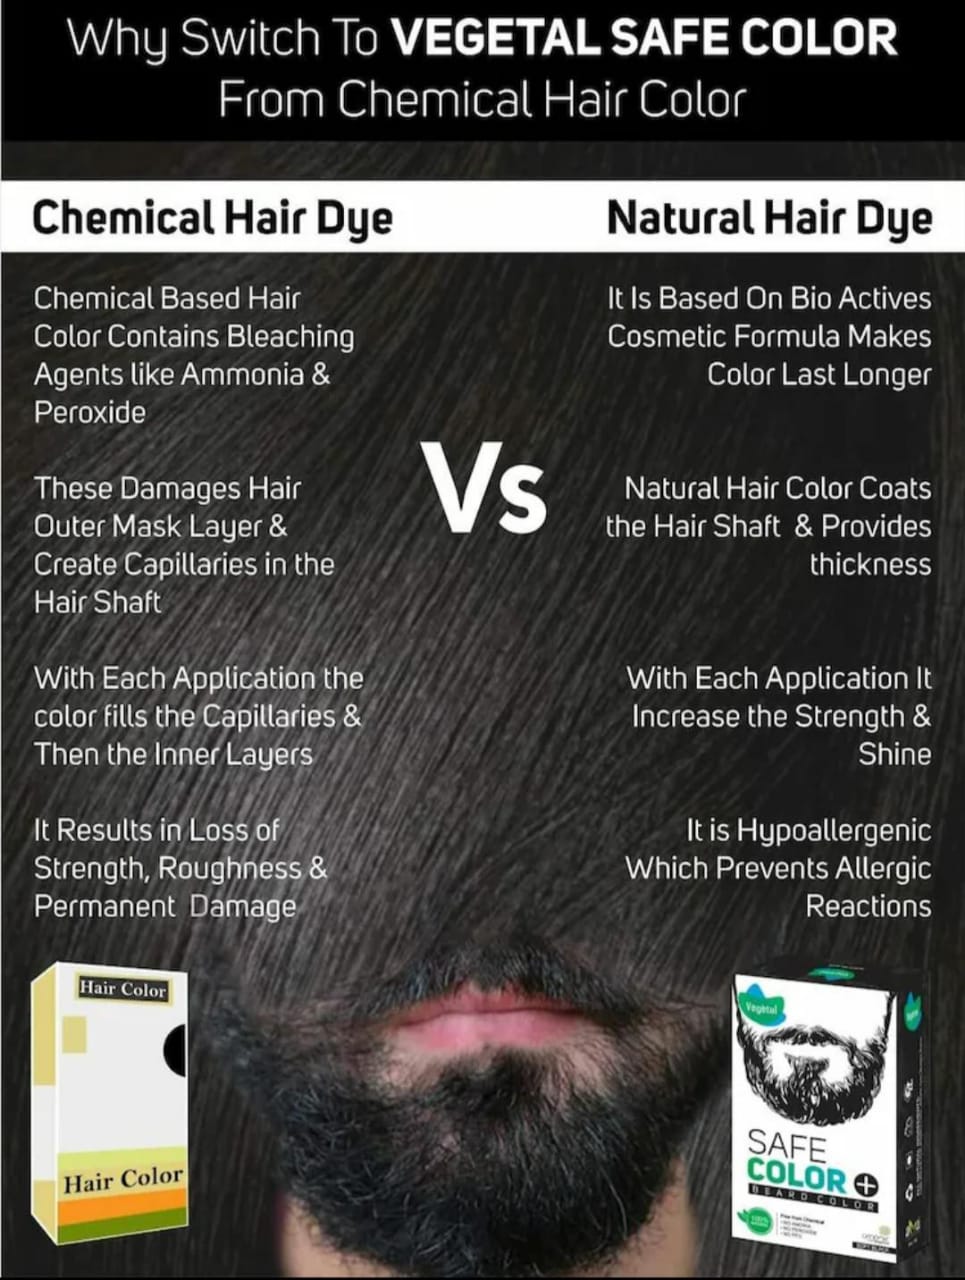 Why Switch To VEGETAL SAFE COLOR
From Chemical Hair Color
Chemical Hair Dye
Natural Hair Dye
Chemical Based Hair
Color Contains Bleaching
Agents like Ammonia &
Peroxide
These Damages Hair
Outer Mask Layer &
Create Capillaries in the
Hair Shaft
With Each Application the
color fills the Capillaries &
Then the Inner Layers
It Results in Loss of
Strength, Roughness &
Permanent Damage
Vs
It Is Based On Bio Actives
Cosmetic Formula Makes
Color Last Longer
Natural Hair Color Coats
the Hair Shaft & Provides
thickness
With Each Application It
Increase the Strength &
Shine
It is Hypoallergenic
Which Prevents Allergic
Reactions
Hair Color
Hair Color
Vegetal
SAFE
COLOR +
BEARD COLOR
100%